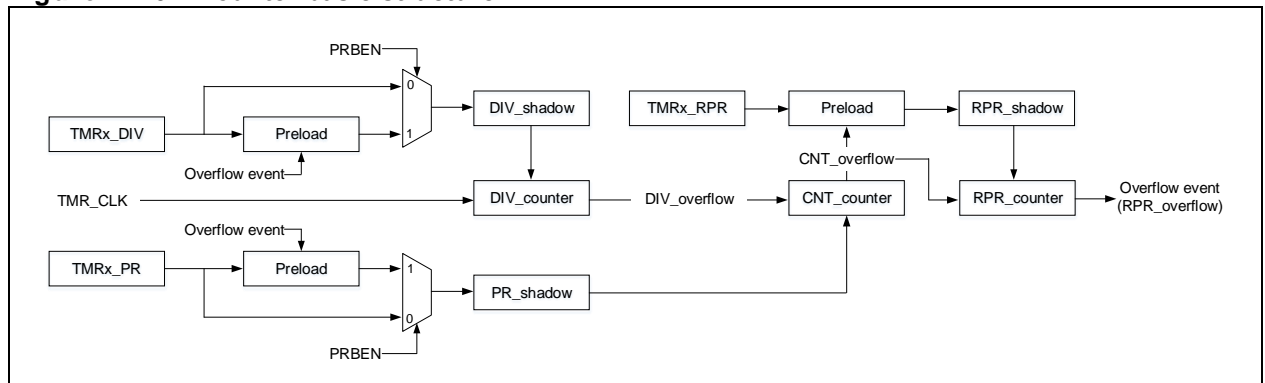 PRBEN
0
DIV_shadow
TMRx_RPR
Preload
RPR_shadow
TMRx_DIV
Preload
1
Overflow event
CNT_overflow
TMR_CLK
DIV_counter
DIV_overflow
CNT_counter
RPR_counter
Overflow event
(RPR_overflow)
Overflow event
TMRx_PR
Preload
1
PR_shadow
0
PRBEN